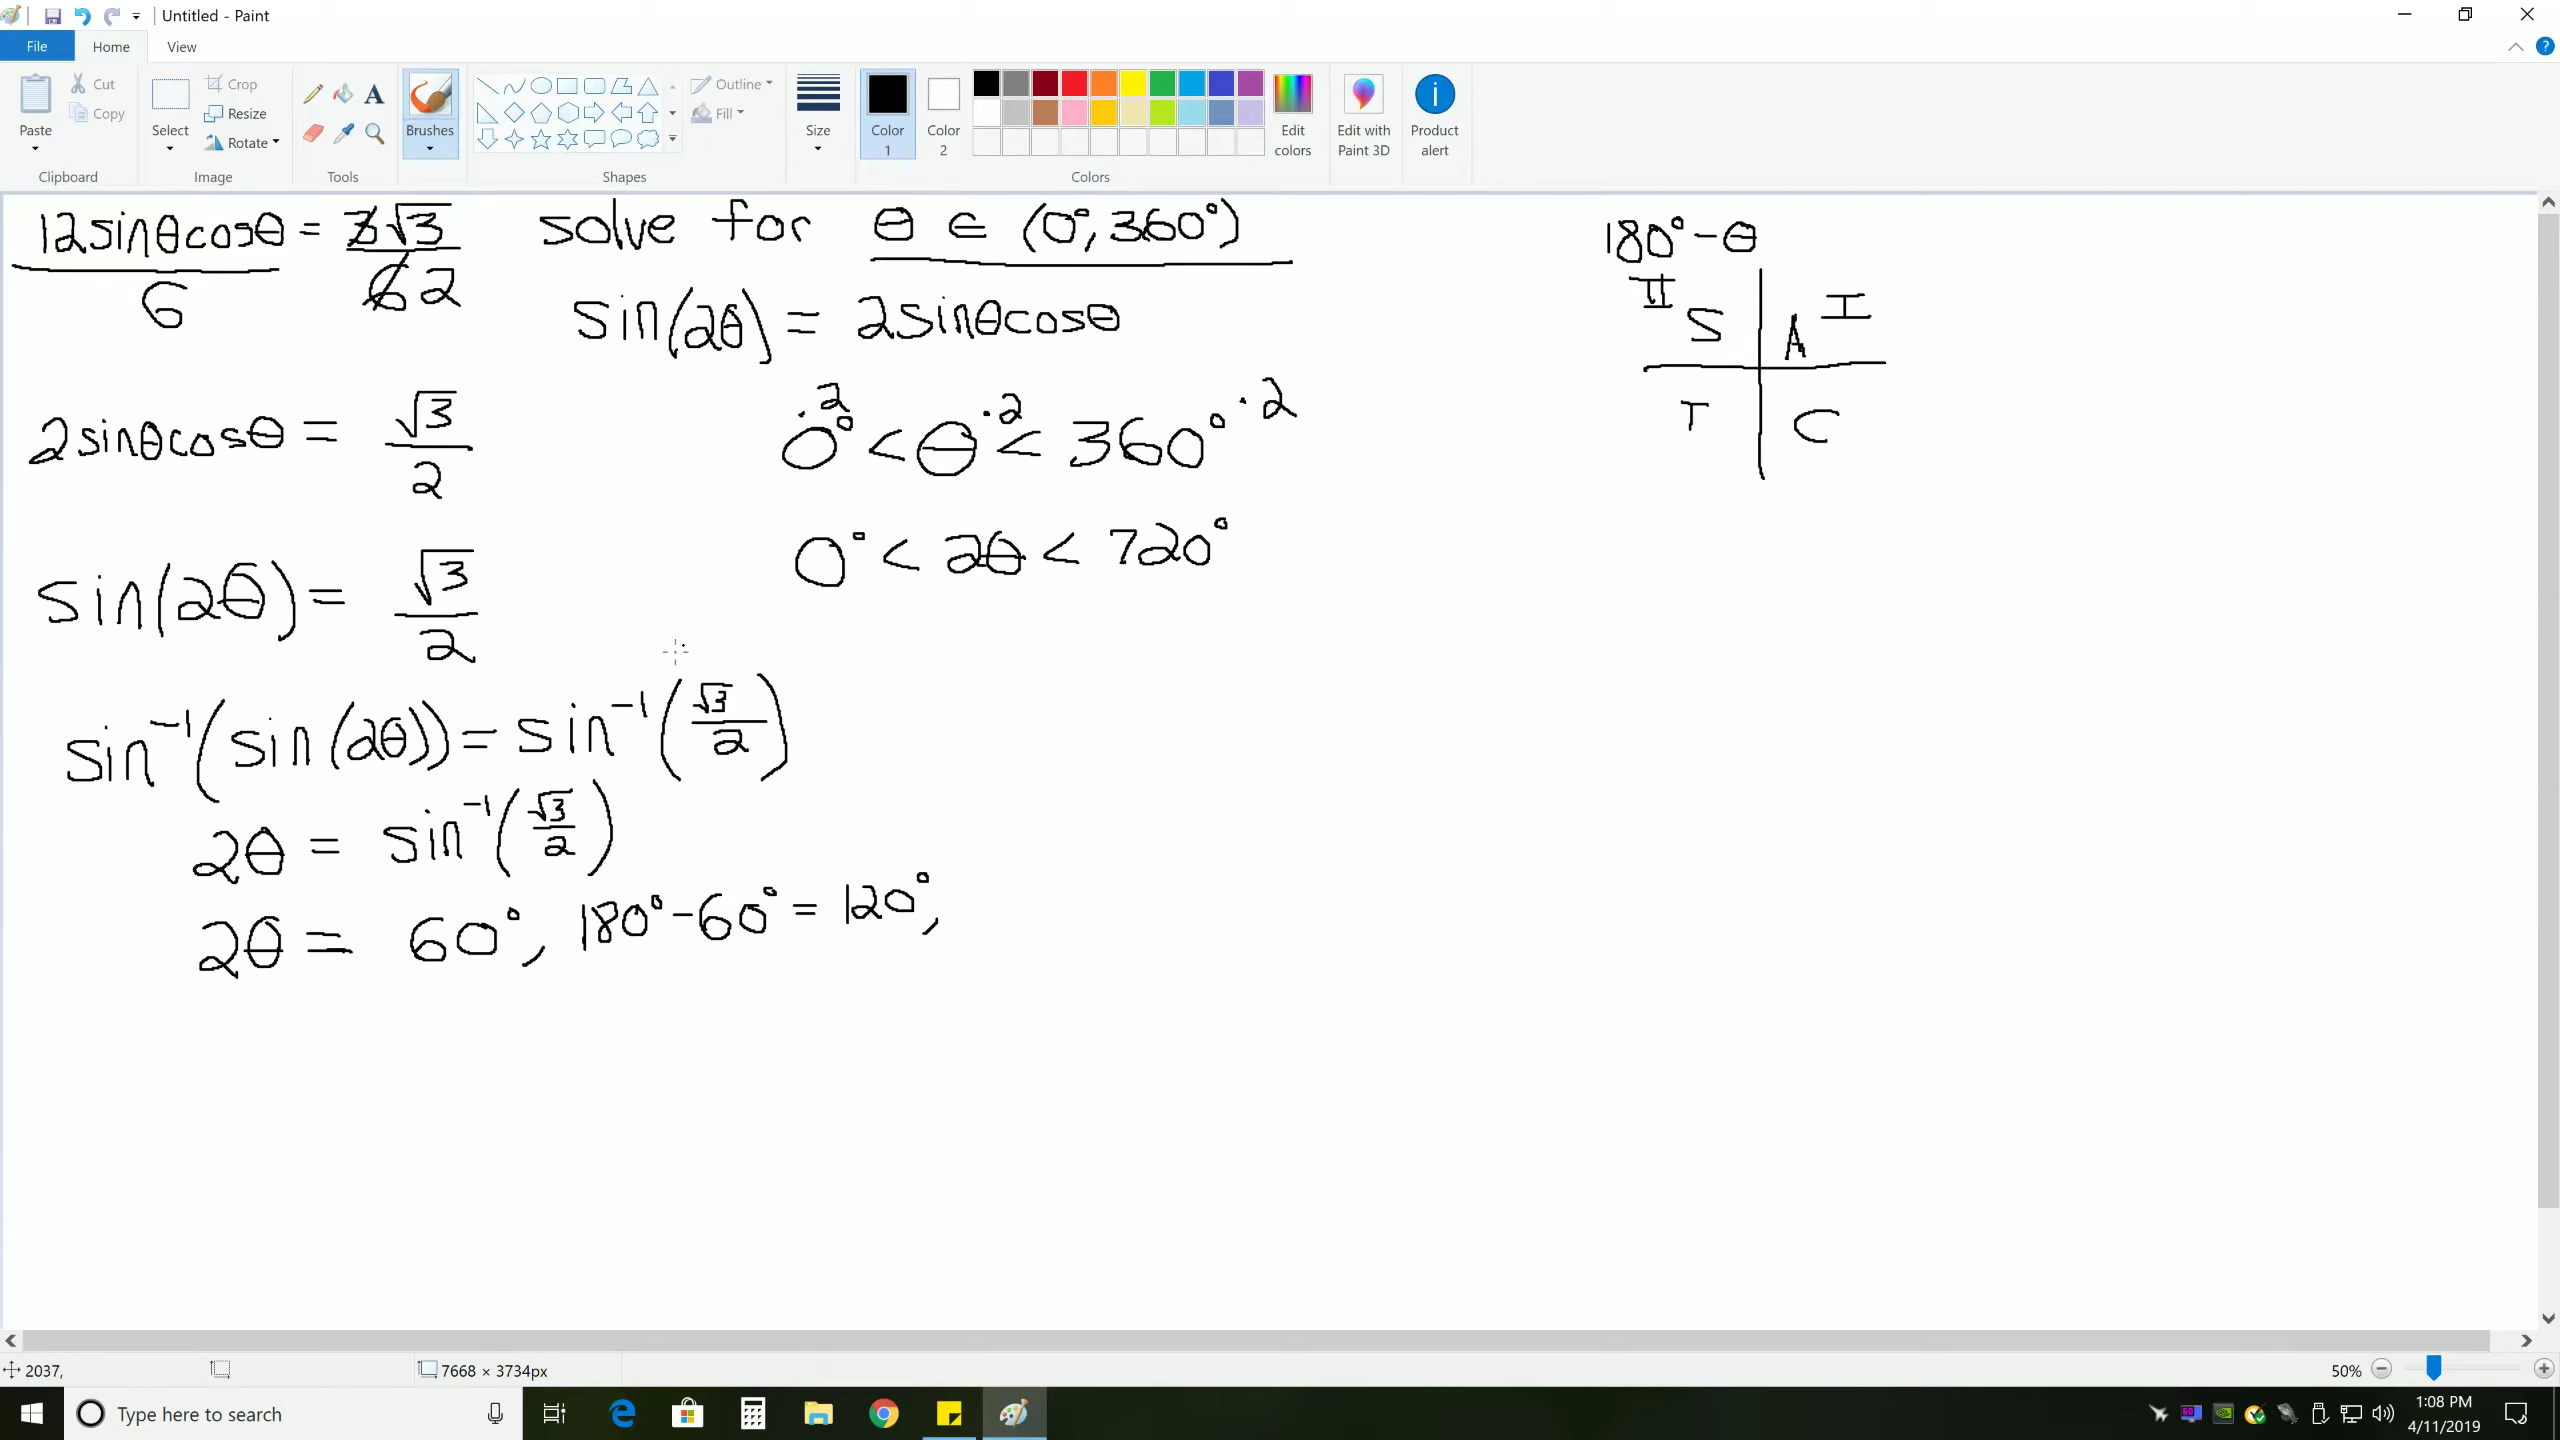 Untitled - Paint
File Home View
Paste Cut Copy Clipboard
Select Crop Resize Rotate Image
Tools
Brushes
Outline Fill Shapes
Size
Color 1 Color 2 Edit colors Colors
Edit with Paint 3D
Product alert
12sinθcosθ = 3√3 solve for θ ∈ (0°, 360°)
6 6 2
sin(2θ) = 2sinθcosθ
2sinθcosθ = √3/2
0°·2 < θ·2 < 360°·2
sin(2θ) = √3/2
0° < 2θ < 720°
sin⁻¹(sin(2θ)) = sin⁻¹(√3/2)
2θ = sin⁻¹(√3/2)
2θ = 60°, 180°-60° = 120°,
180°-θ
II S A I
T C
2037,
7668 × 3734px
50%
Type here to search
60
1:08 PM
4/11/2019